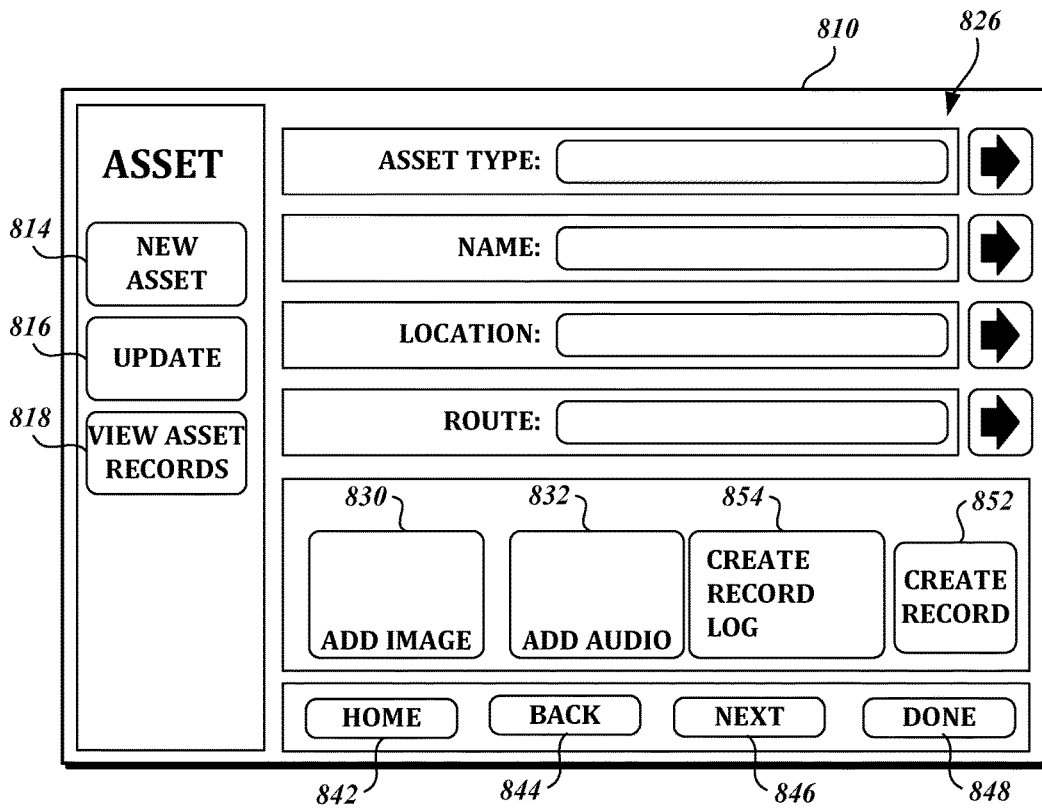 810
826
ASSET
814
NEW
ASSET
816
UPDATE
818
VIEW ASSET
RECORDS
ASSET TYPE:
NAME:
LOCATION:
ROUTE:
830
832
854
852
ADD IMAGE
ADD AUDIO
CREATE
RECORD
LOG
CREATE
RECORD
HOME
BACK
NEXT
DONE
842
844
846
848